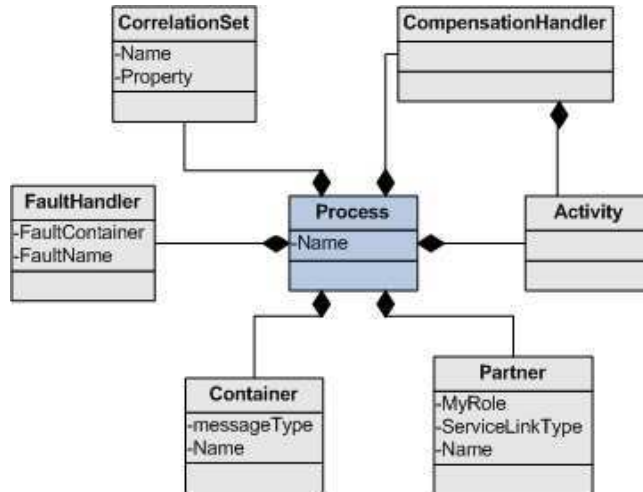 CorrelationSet
-Name
-Property
CompensationHandler
FaultHandler
-FaultContainer
-FaultName
Process
-Name
Activity
Container
-messageType
-Name
Partner
-MyRole
-ServiceLinkType
-Name